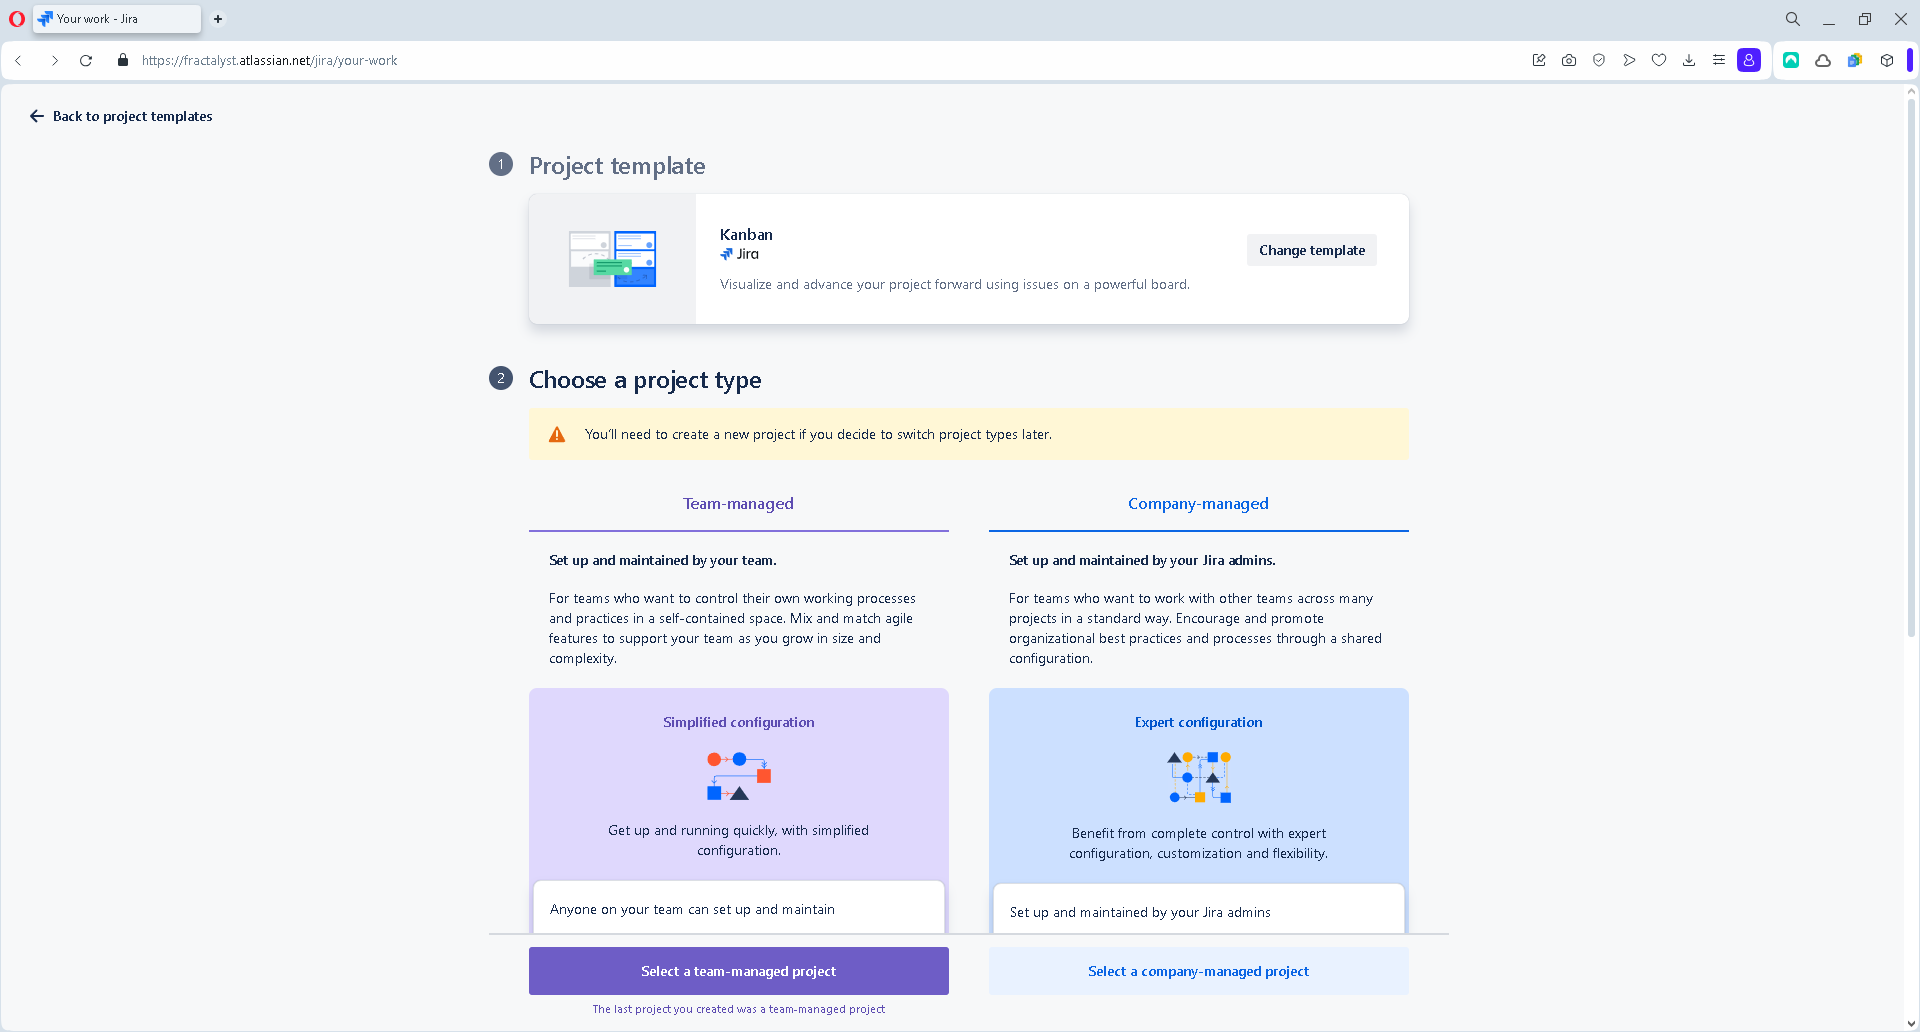 Your work - Jira
https://fractalyst.atlassian.net/jira/your-work
Back to project templates
1 Project template
Kanban
Jira
Visualize and advance your project forward using issues on a powerful board.
Change template
2 Choose a project type
You'll need to create a new project if you decide to switch project types later.
Team-managed
Set up and maintained by your team.
For teams who want to control their own working processes
and practices in a self-contained space. Mix and match agile
features to support your team as you grow in size and
complexity.
Simplified configuration
Get up and running quickly, with simplified
configuration.
Anyone on your team can set up and maintain
Select a team-managed project
The last project you created was a team-managed project
Company-managed
Set up and maintained by your Jira admins.
For teams who want to work with other teams across many
projects in a standard way. Encourage and promote
organizational best practices and processes through a shared
configuration.
Expert configuration
Benefit from complete control with expert
configuration, customization and flexibility.
Set up and maintained by your Jira admins
Select a company-managed project